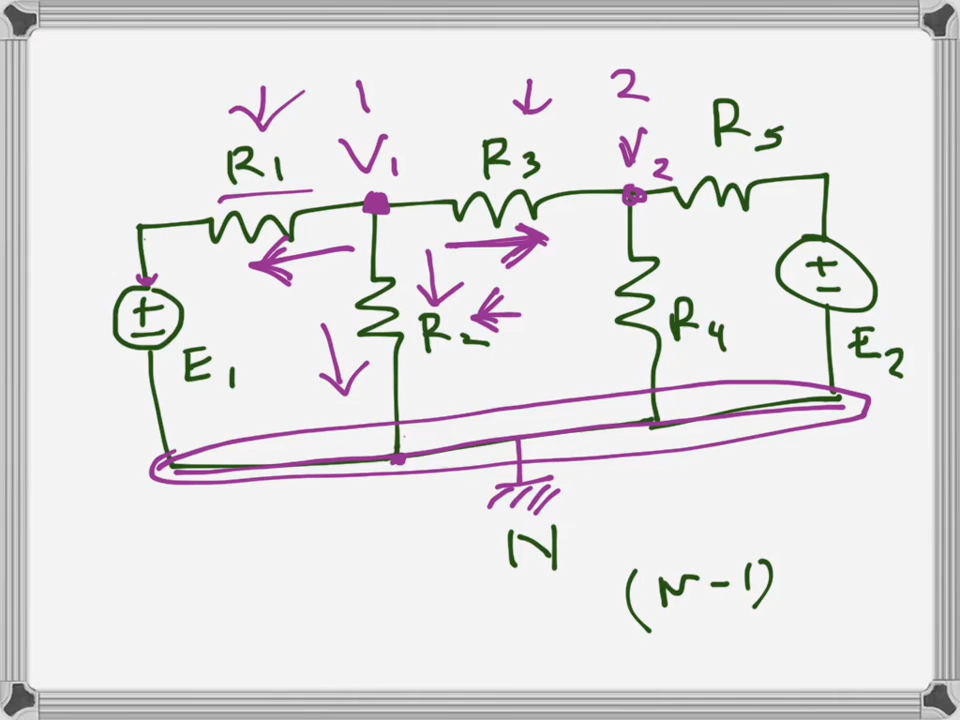 1 2
R1 V1 R3 V2 R5
+ - E1 R2 R4 + - E2
N
(N-1)